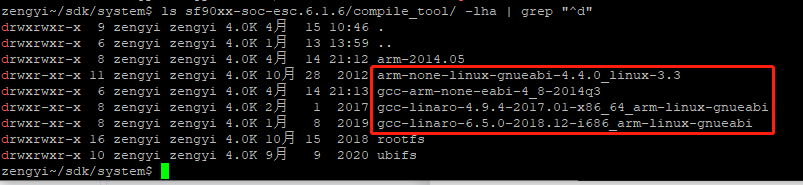 zengyi~/sdk/system$ ls sf90xx-soc-esc.6.1.6/compile_tool/ -lha | grep "^d"
drwxrwxr-x  9 zengyi zengyi 4.0K 4月  15 10:46 .
drwxrwxr-x  6 zengyi zengyi 4.0K 1月  13 13:59 ..
drwxrwxr-x  8 zengyi zengyi 4.0K 4月  14 21:12 arm-2014.05
drwxrwxr-x 11 zengyi zengyi 4.0K 10月 28  2012 arm-none-linux-gnueabi-4.4.0_linux-3.3
drwxrwxr-x  6 zengyi zengyi 4.0K 4月  14 21:13 gcc-arm-none-eabi-4_8-2014q3
drwxr-xr-x  8 zengyi zengyi 4.0K 2月   1  2017 gcc-linaro-4.9.4-2017.01-x86_64_arm-linux-gnueabi
drwxr-xr-x  8 zengyi zengyi 4.0K 1月   8  2019 gcc-linaro-6.5.0-2018.12-i686_arm-linux-gnueabi
drwxrwxr-x 16 zengyi zengyi 4.0K 10月 15  2018 rootfs
drwxrwxr-x 10 zengyi zengyi 4.0K 9月   9  2020 ubifs
zengyi~/sdk/system$